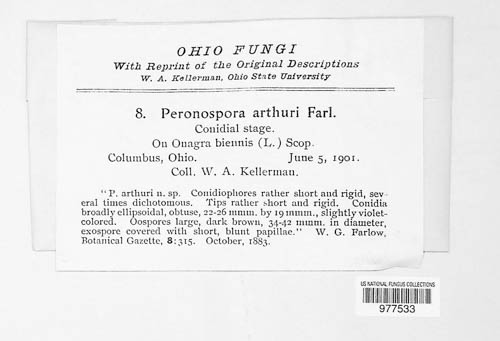 OHIO FUNGI
With Reprint of the Original Descriptions
W. A. Kellerman, Ohio State University
8. Peronospora arthuri Farl.
Conidial stage.
On Onagra biennis (L.) Scop.
Columbus, Ohio. June 5, 1901.
Coll. W. A. Kellerman.
"P. arthuri n. sp. Conidiophores rather short and rigid, sev-
eral times dichotomous. Tips rather short and rigid. Conidia
broadly ellipsoidal, obtuse, 22-26 mmm. by 19 mmm., slightly violet-
colored. Oospores large, dark brown, 34-42 mmm. in diameter,
exospore covered with short, blunt papillae." W. G. Farlow,
Botanical Gazette, 8:315. October, 1883.
US NATIONAL FUNGUS COLLECTIONS
977533